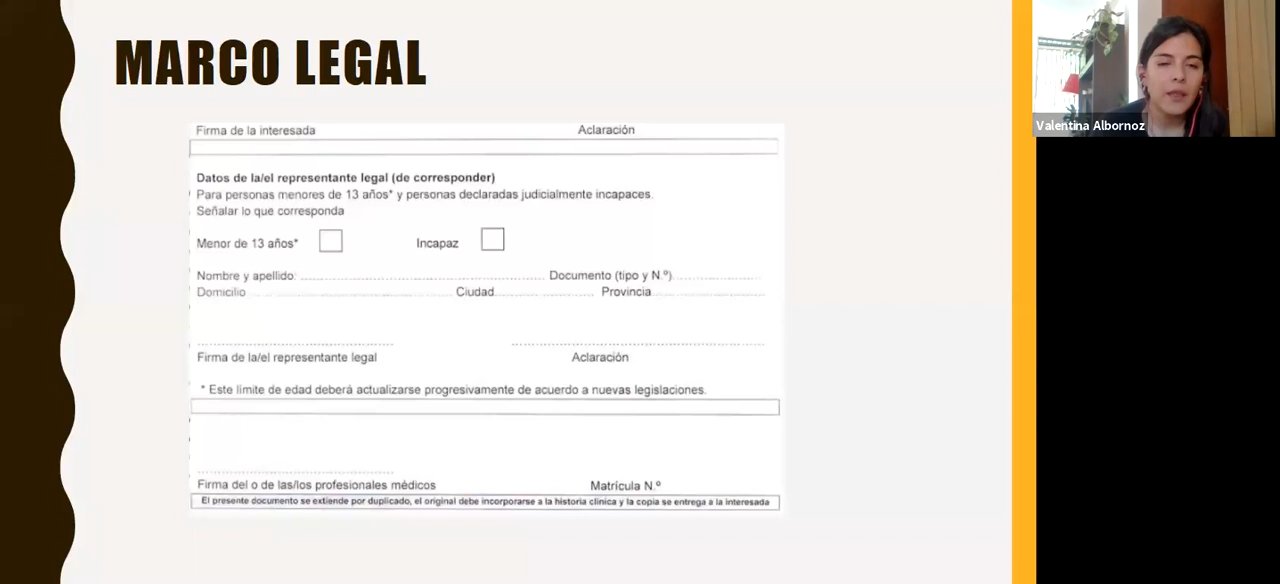 MARCO LEGAL
Valentina Albornoz
Firma de la interesada Aclaración
Datos de la/el representante legal (de corresponder)
Para personas menores de 13 años* y personas declaradas judicialmente incapaces.
Señalar lo que corresponda
Menor de 13 años* Incapaz
Nombre y apellido: Documento (tipo y N.º)
Domicilio Ciudad Provincia
Firma de la/el representante legal Aclaración
* Este límite de edad deberá actualizarse progresivamente de acuerdo a nuevas legislaciones.
Firma del o de las/los profesionales médicos Matrícula N.º
El presente documento se extiende por duplicado, el original debe incorporarse a la historia clínica y la copia se entrega a la interesada